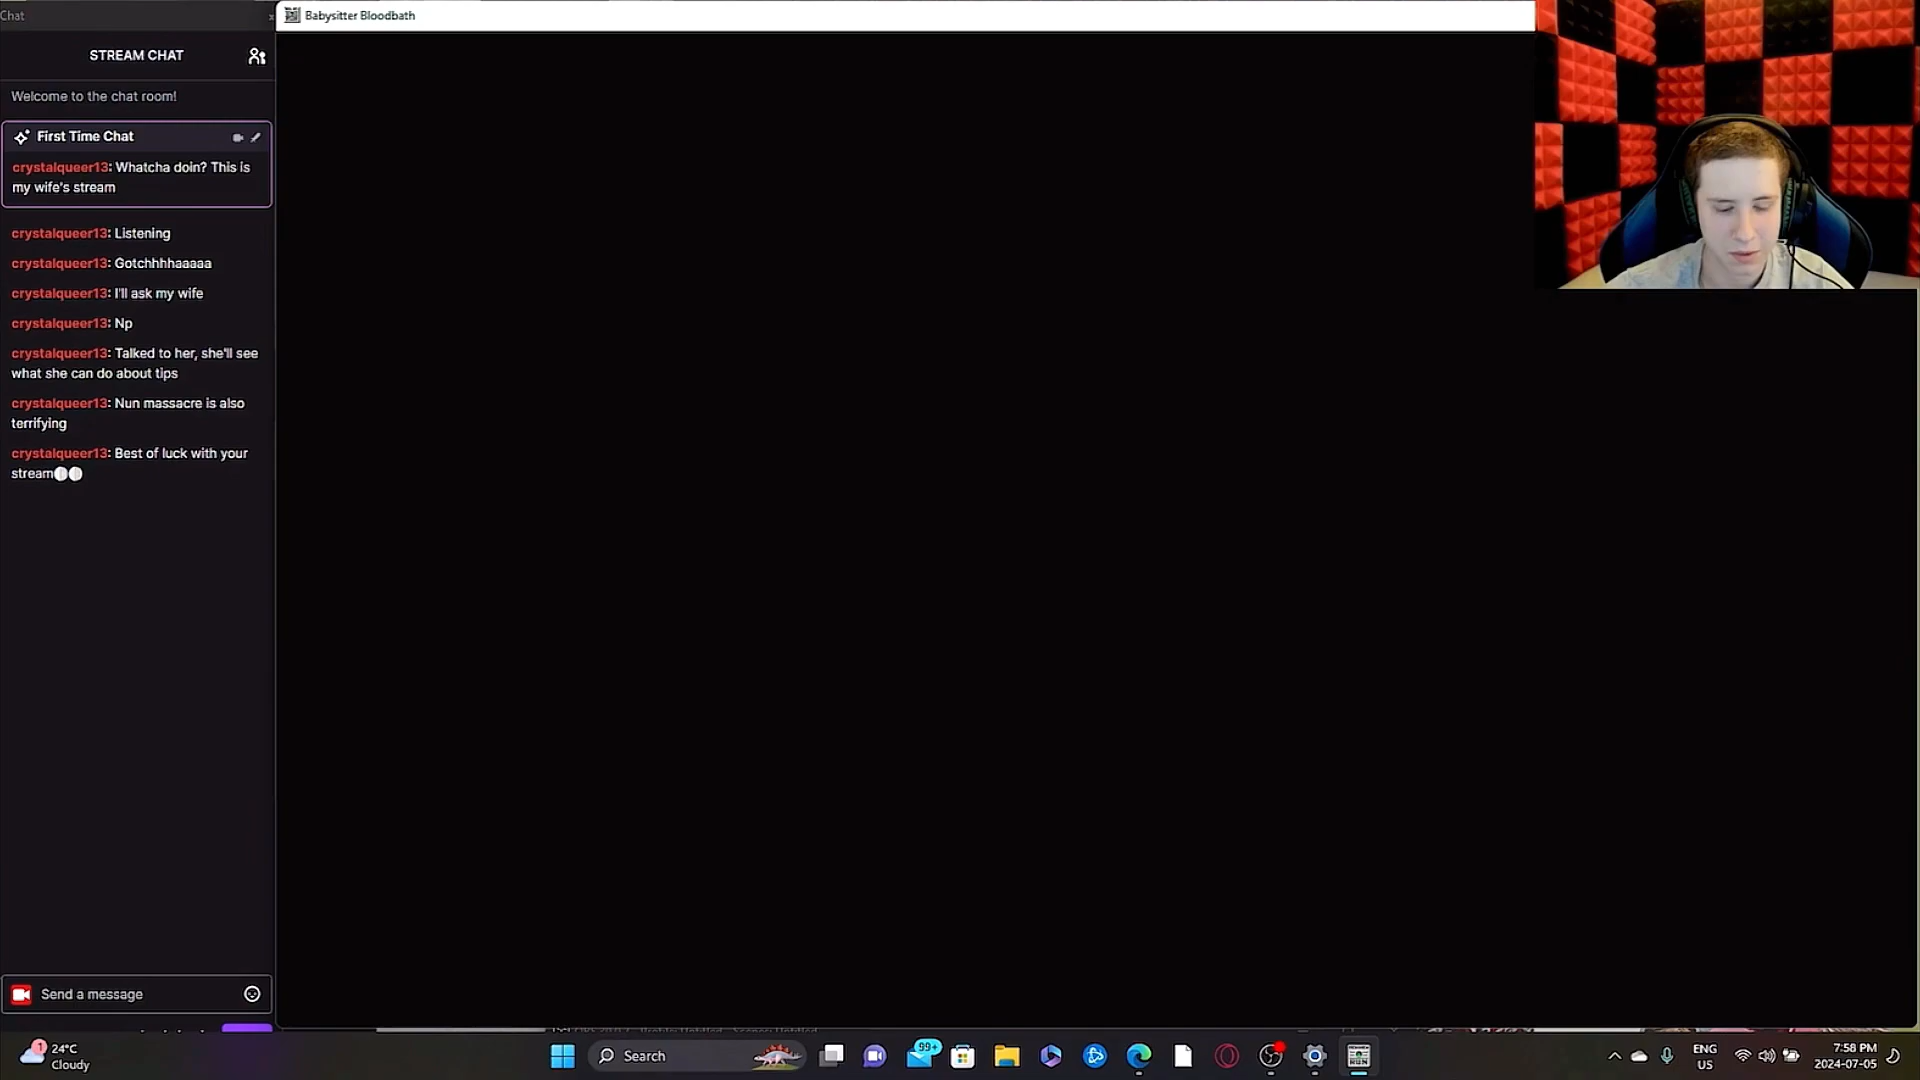 Chat
Babysitter Bloodbath
STREAM CHAT
Welcome to the chat room!
First Time Chat
crystalqueer13: Whatcha doin? This is
my wife's stream
crystalqueer13: Listening
crystalqueer13: Gotchhhhaaaaa
crystalqueer13: I'll ask my wife
crystalqueer13: Np
crystalqueer13: Talked to her, she'll see
what she can do about tips
crystalqueer13: Nun massacre is also
terrifying
crystalqueer13: Best of luck with your
stream
Send a message
1
24°C
Cloudy
Search
99+
ENG
US
7:58 PM
2024-07-05